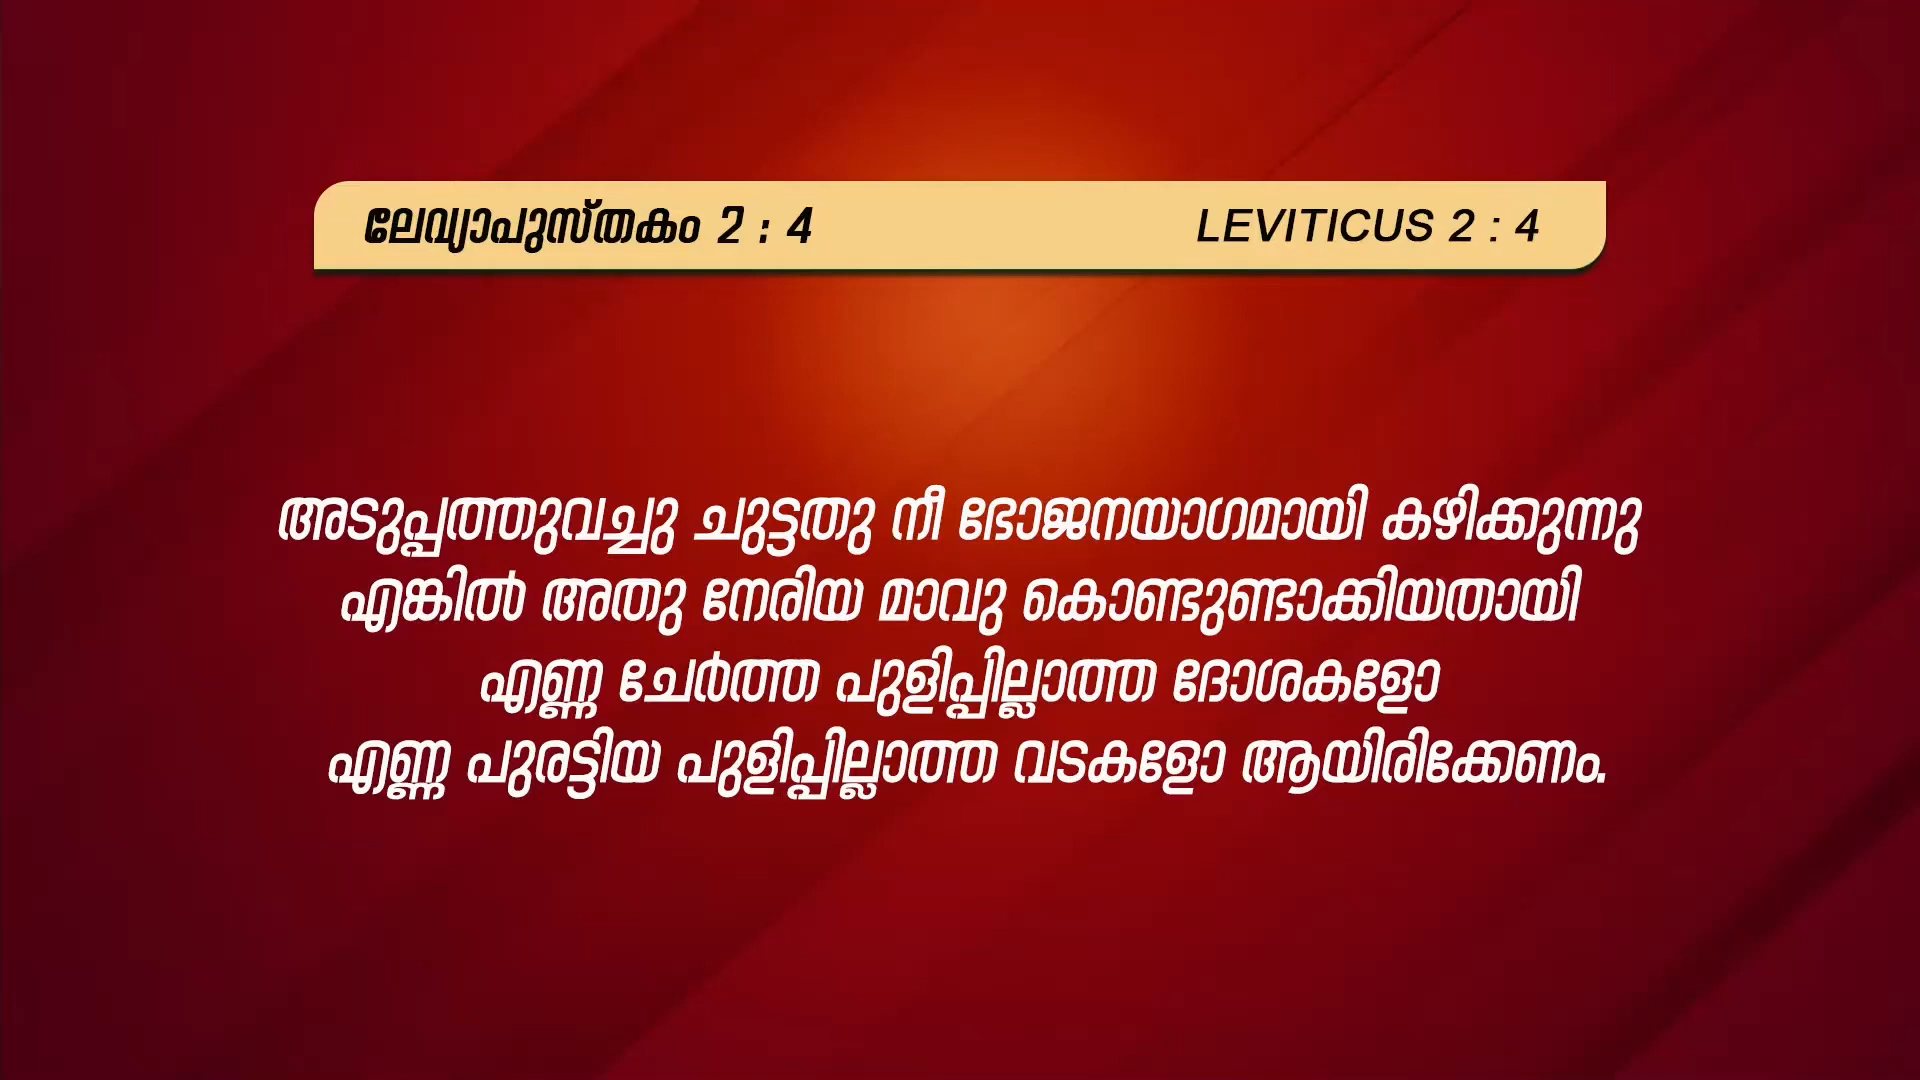 ലേവ്യാപുസ്തകം 2 : 4 LEVITICUS 2 : 4
അടുപ്പത്തുവച്ചു ചുട്ടതു നീ ഭോജനയാഗമായി കഴിക്കുന്നു
എങ്കിൽ അതു നേരിയ മാവു കൊണ്ടുണ്ടാക്കിയതായി
എണ്ണ ചേർത്ത പുളിപ്പില്ലാത്ത ദോശകളോ
എണ്ണ പുരട്ടിയ പുളിപ്പില്ലാത്ത വടകളോ ആയിരിക്കേണം.